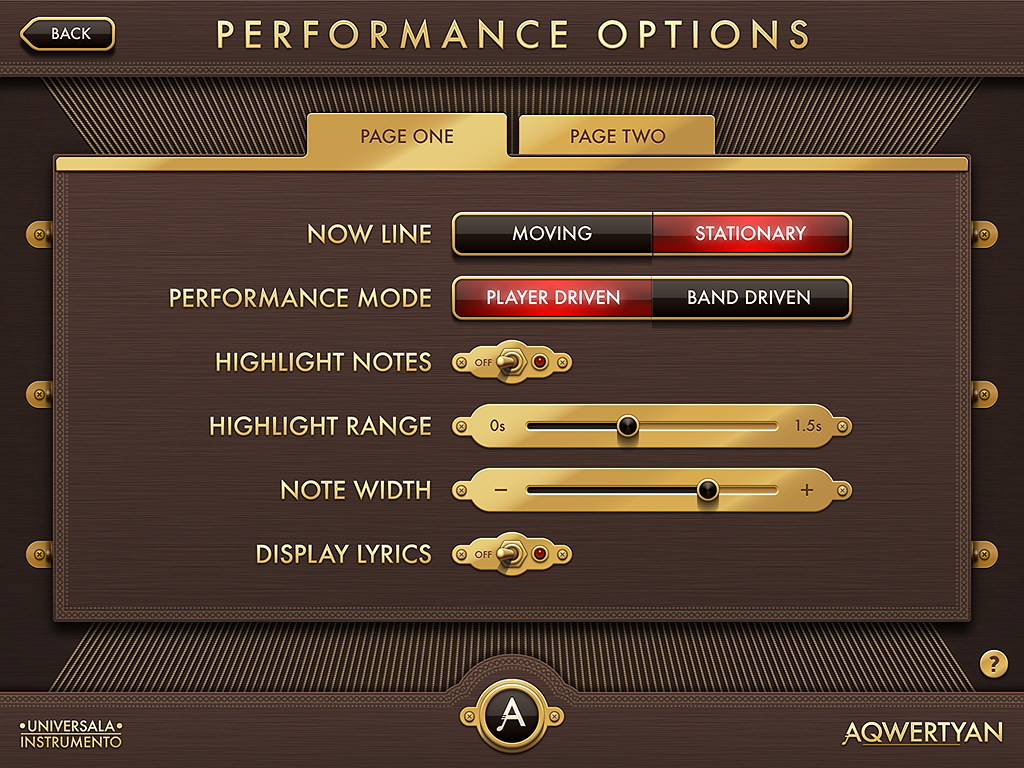 BACK
PERFORMANCE OPTIONS
PAGE ONE
PAGE TWO
NOW LINE
MOVING
STATIONARY
PERFORMANCE MODE
PLAYER DRIVEN
BAND DRIVEN
HIGHLIGHT NOTES
OFF
HIGHLIGHT RANGE
0s
1.5s
NOTE WIDTH
−
+
DISPLAY LYRICS
OFF
?
•UNIVERSALA•
INSTRUMENTO
A
AQWERTYAN